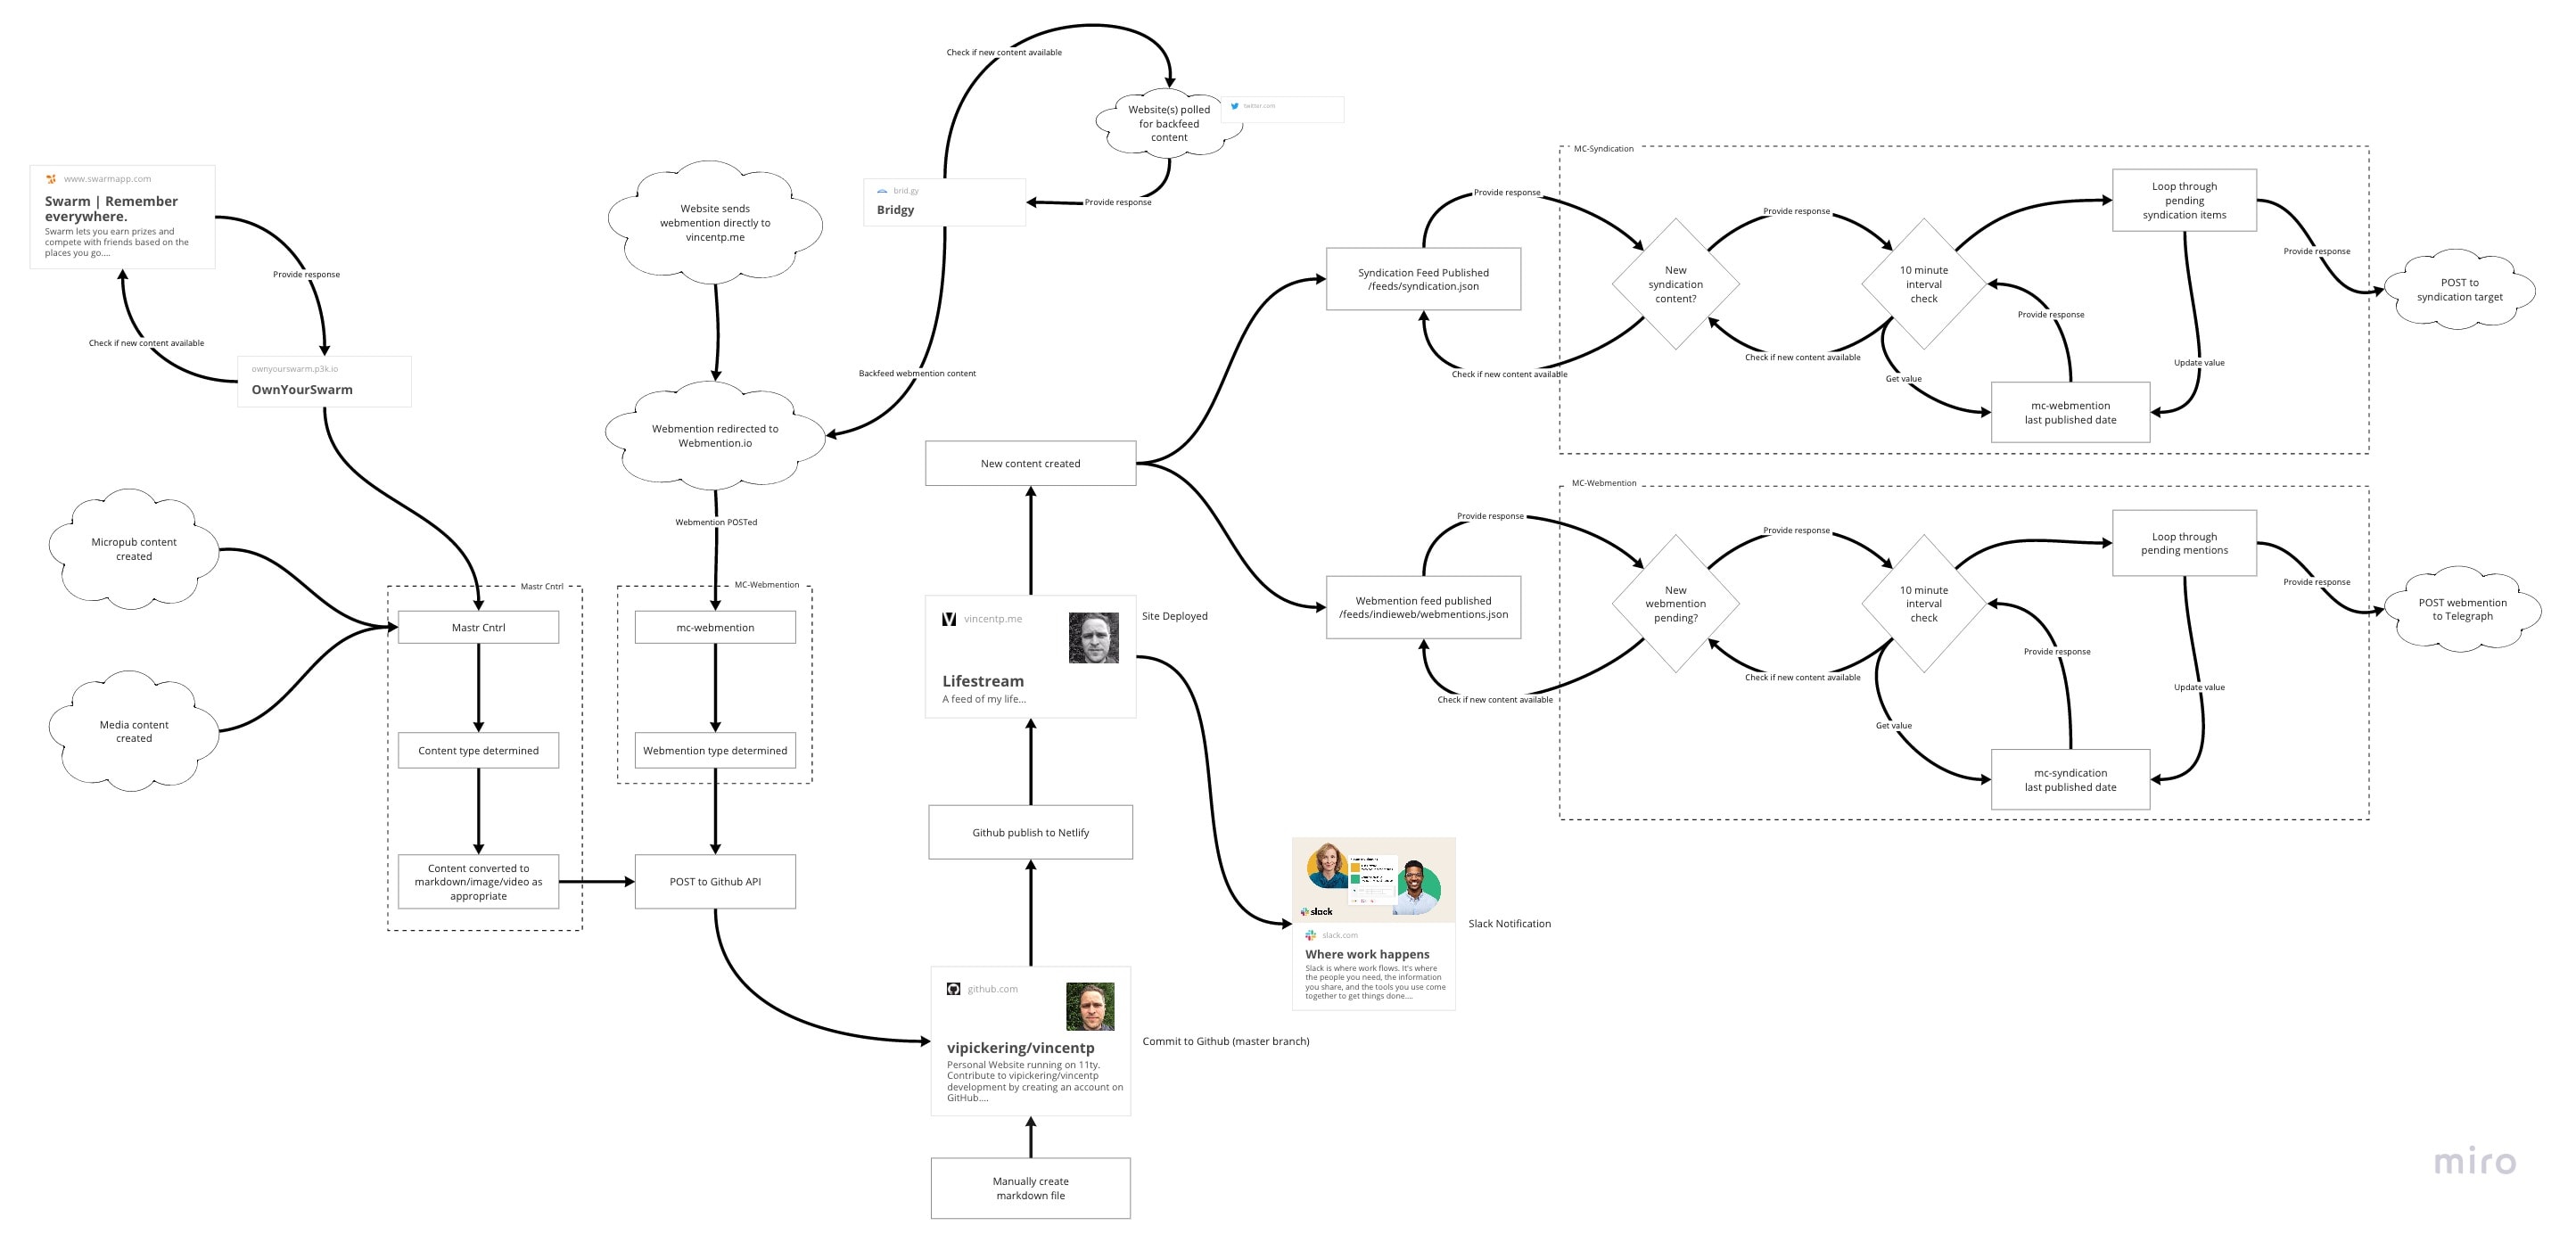 Check if new content available
Website(s) polled
for backfeed
content
twitter.com
Provide response
brid.gy
Bridgy
Backfeed webmention content
www.swarmapp.com
Swarm | Remember
everywhere.
Swarm lets you earn prizes and
compete with friends based on the
places you go....
Provide response
Check if new content available
ownyourswarm.p3k.io
OwnYourSwarm
Website sends
webmention directly to
vincentp.me
Webmention redirected to
Webmention.io
Webmention POSTed
Micropub content
created
Media content
created
Mastr Cntrl
Mastr Cntrl
Content type determined
Content converted to
markdown/image/video as
appropriate
MC-Webmention
mc-webmention
Webmention type determined
POST to Github API
New content created
vincentp.me
Lifestream
A feed of my life...
Site Deployed
Github publish to Netlify
github.com
vipickering/vincentp
Personal Website running on 11ty.
Contribute to vipickering/vincentp
development by creating an account on
GitHub....
Commit to Github (master branch)
Manually create
markdown file
slack
slack.com
Where work happens
Slack is where work flows. It's where
the people you need, the information
you share, and the tools you use come
together to get things done....
Slack Notification
MC-Syndication
Syndication Feed Published
/feeds/syndication.json
Provide response
Check if new content available
New
syndication
content?
Provide response
Check if new content available
10 minute
interval
check
Get value
Provide response
mc-webmention
last published date
Loop through
pending
syndication items
Update value
Provide response
POST to
syndication target
MC-Webmention
Webmention feed published
/feeds/indieweb/webmentions.json
Provide response
Check if new content available
New
webmention
pending?
Provide response
Check if new content available
10 minute
interval
check
Get value
Provide response
mc-syndication
last published date
Loop through
pending mentions
Update value
Provide response
POST webmention
to Telegraph
miro